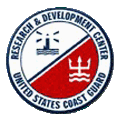 RESEARCH & DEVELOPMENT CENTER
UNITED STATES COAST GUARD